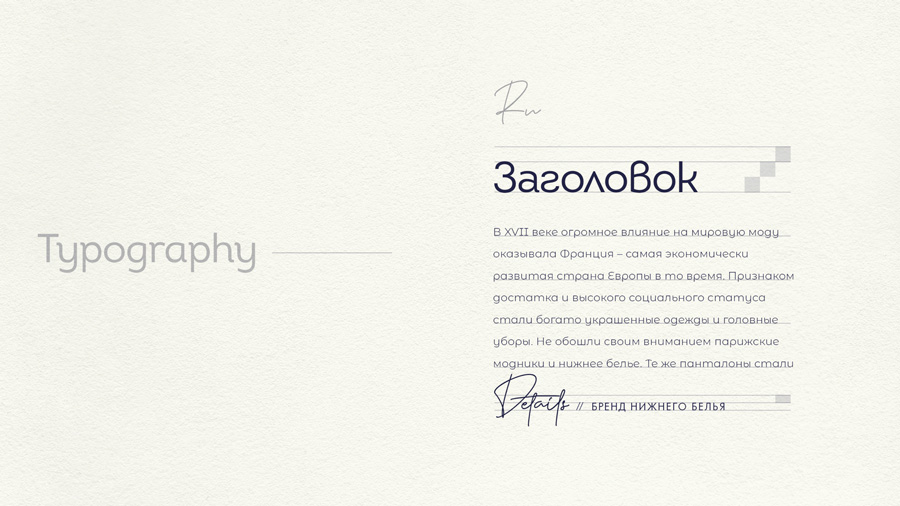 Ru
Typography
Заголовок
В XVII веке огромное влияние на мировую моду
оказывала Франция – самая экономически
развитая страна Европы в то время. Признаком
достатка и высокого социального статуса
стали богато украшенные одежды и головные
уборы. Не обошли своим вниманием парижские
модники и нижнее белье. Те же панталоны стали
Details // БРЕНД НИЖНЕГО БЕЛЬЯ